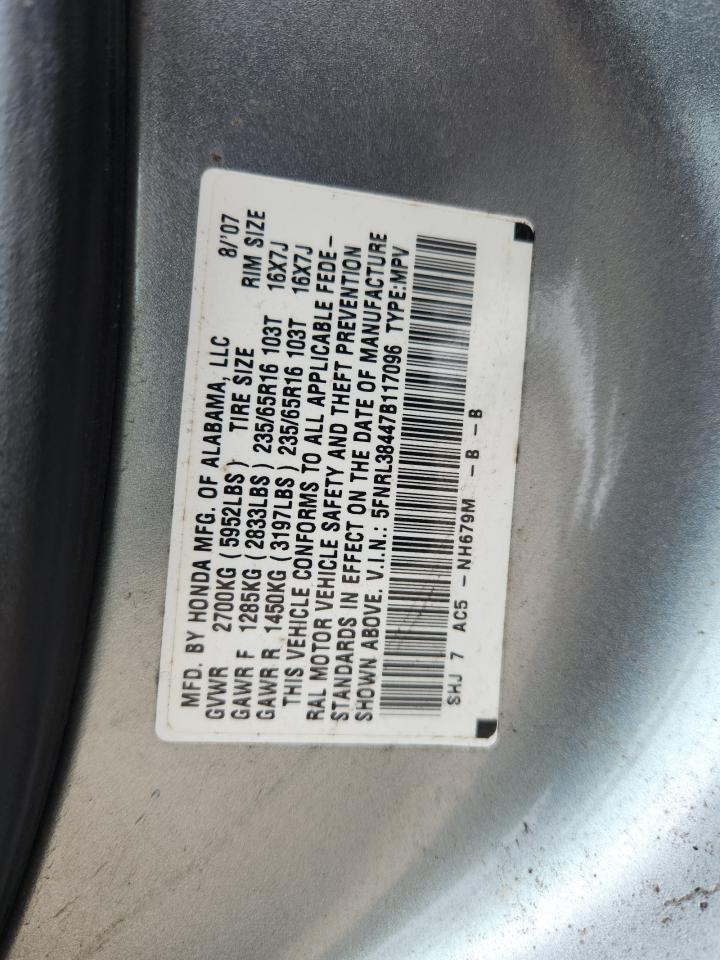 MFD. BY HONDA MFG. OF ALABAMA, LLC 8/'07
GVWR 2700KG ( 5952LBS ) TIRE SIZE RIM SIZE
GAWR F 1285KG ( 2833LBS ) 235/65R16 103T 16X7J
GAWR R 1450KG ( 3197LBS ) 235/65R16 103T 16X7J
THIS VEHICLE CONFORMS TO ALL APPLICABLE FEDE-
RAL MOTOR VEHICLE SAFETY AND THEFT PREVENTION
STANDARDS IN EFFECT ON THE DATE OF MANUFACTURE
SHOWN ABOVE. V.I.N.: 5FNRL38447B117096 TYPE:MPV
SHJ 7 AC5 -NH679M -B -B